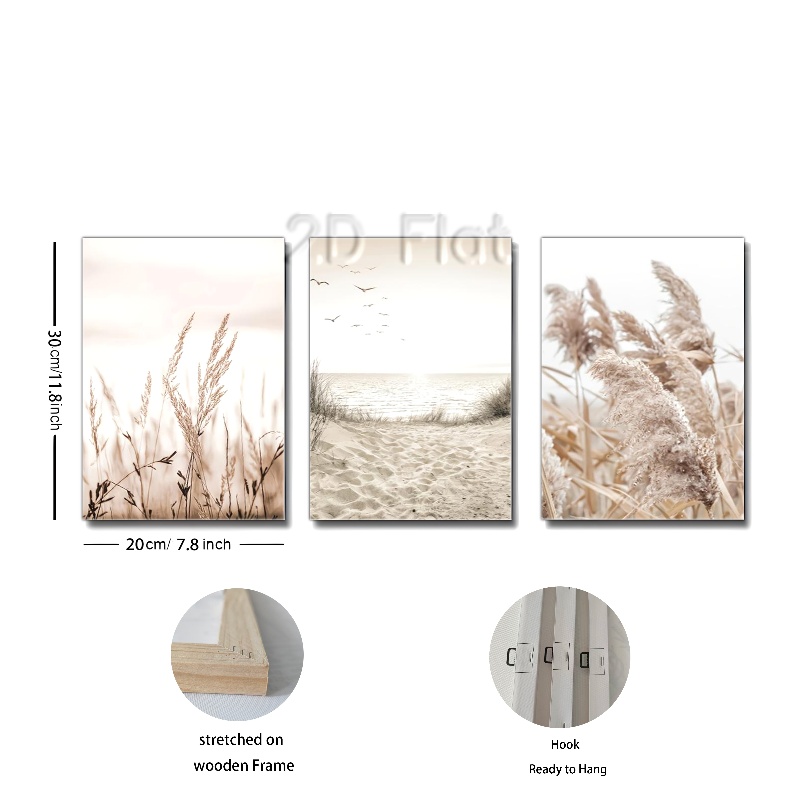 2D Flat
30cm/11.8inch
20cm/ 7.8 inch
stretched on
wooden Frame
Hook
Ready to Hang